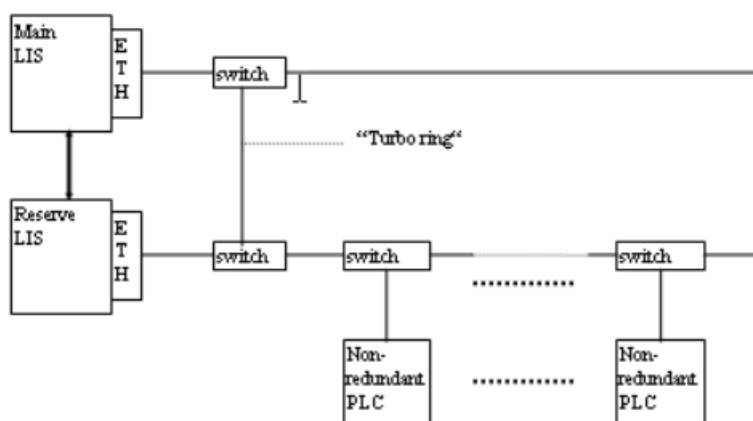 Main
LIS
E
T
H
switch
“Turbo ring“
Reserve
LIS
E
T
H
switch
switch
switch
Non-
redundant
PLC
Non-
redundant
PLC